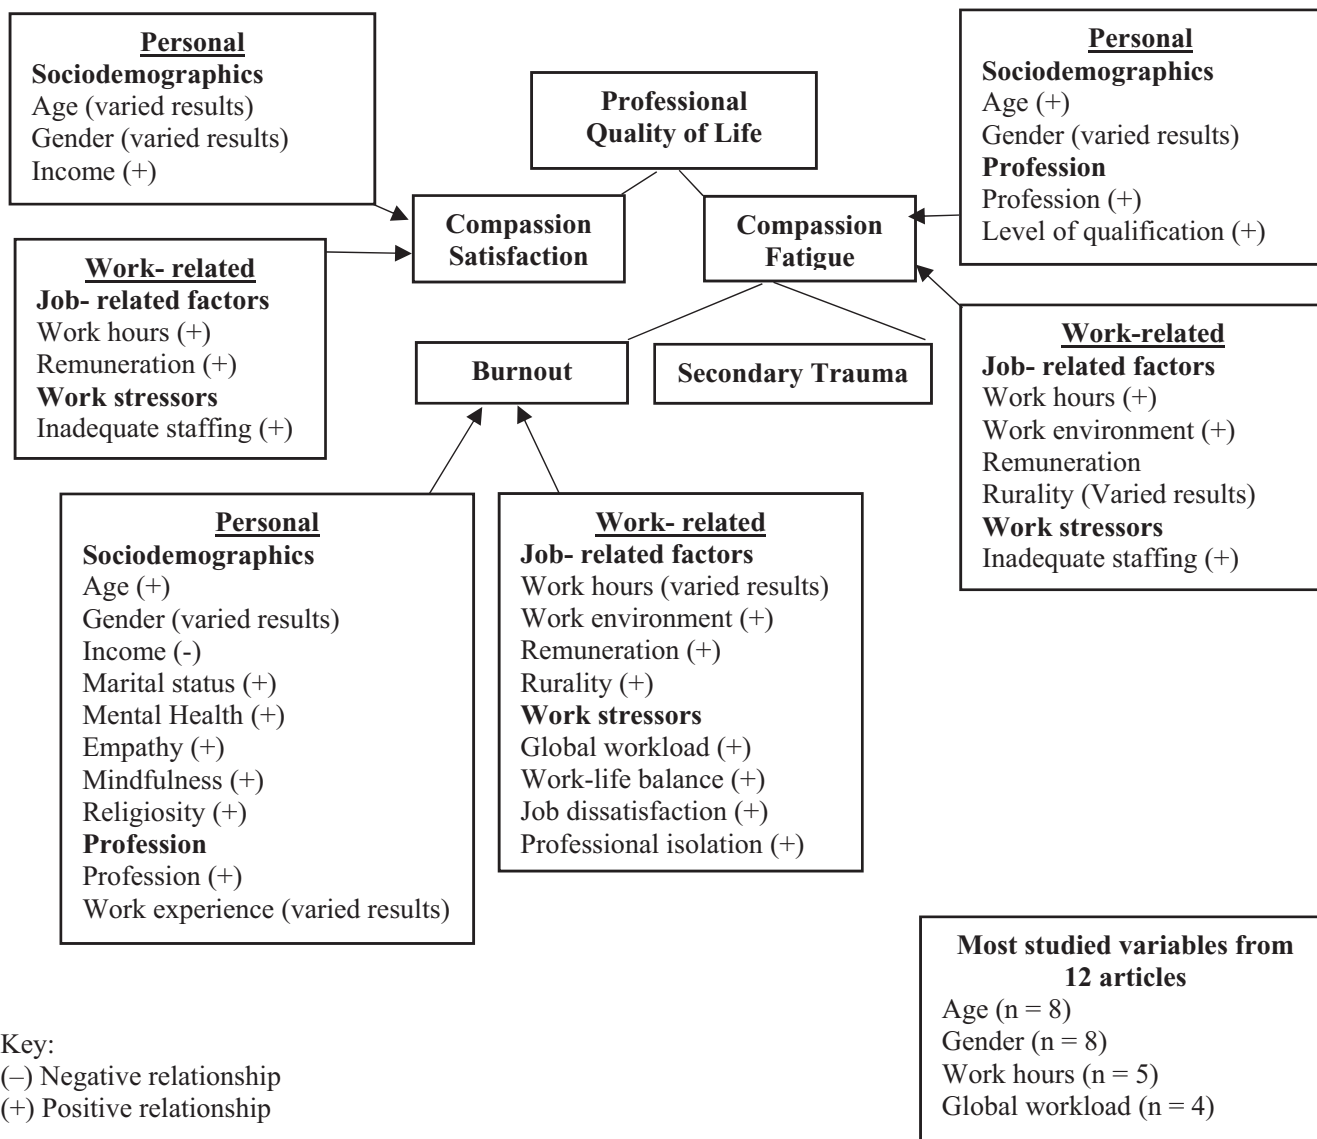 Personal
Sociodemographics
Age (varied results)
Gender (varied results)
Income (+)
Professional
Quality of Life
Personal
Sociodemographics
Age (+)
Gender (varied results)
Profession
Profession (+)
Level of qualification (+)
Compassion
Satisfaction
Compassion
Fatigue
Work- related
Job- related factors
Work hours (+)
Remuneration (+)
Work stressors
Inadequate staffing (+)
Burnout
Secondary Trauma
Work-related
Job- related factors
Work hours (+)
Work environment (+)
Remuneration
Rurality (Varied results)
Work stressors
Inadequate staffing (+)
Personal
Sociodemographics
Age (+)
Gender (varied results)
Income (-)
Marital status (+)
Mental Health (+)
Empathy (+)
Mindfulness (+)
Religiosity (+)
Profession
Profession (+)
Work experience (varied results)
Work- related
Job- related factors
Work hours (varied results)
Work environment (+)
Remuneration (+)
Rurality (+)
Work stressors
Global workload (+)
Work-life balance (+)
Job dissatisfaction (+)
Professional isolation (+)
Most studied variables from
12 articles
Age (n = 8)
Gender (n = 8)
Work hours (n = 5)
Global workload (n = 4)
Key:
(–) Negative relationship
(+) Positive relationship